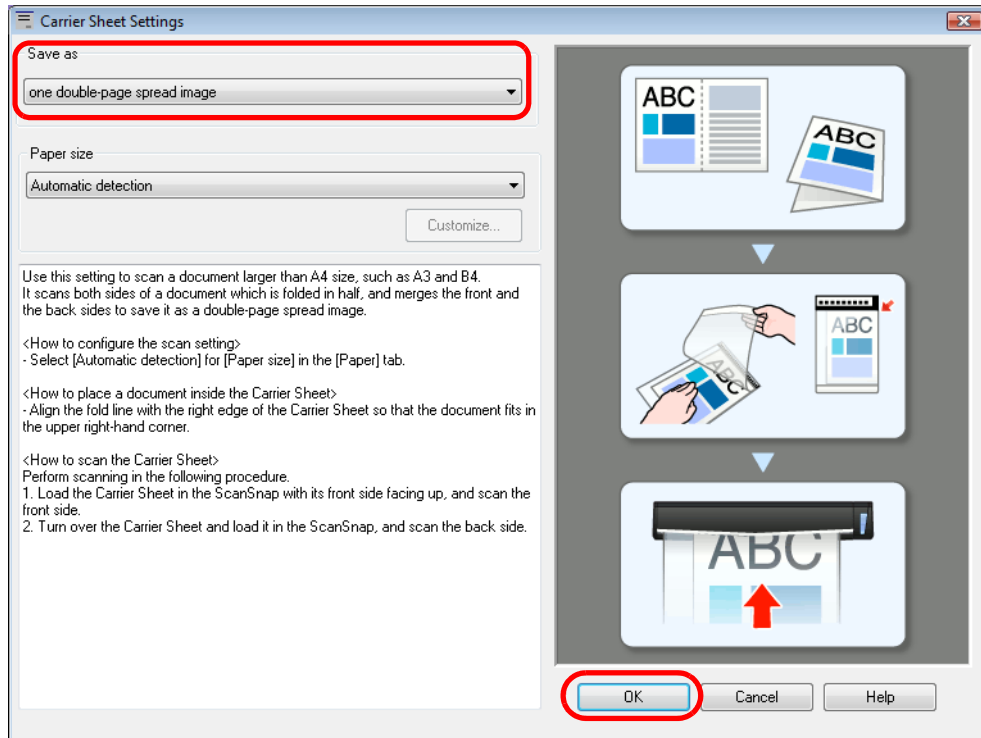 Carrier Sheet Settings
Save as
one double-page spread image
Paper size
Automatic detection
Customize...
Use this setting to scan a document larger than A4 size, such as A3 and B4.
It scans both sides of a document which is folded in half, and merges the front and
the back sides to save it as a double-page spread image.
<How to configure the scan setting>
- Select [Automatic detection] for [Paper size] in the [Paper] tab.
<How to place a document inside the Carrier Sheet>
- Align the fold line with the right edge of the Carrier Sheet so that the document fits in
the upper right-hand corner.
<How to scan the Carrier Sheet>
Perform scanning in the following procedure.
1. Load the Carrier Sheet in the ScanSnap with its front side facing up, and scan the
front side.
2. Turn over the Carrier Sheet and load it in the ScanSnap, and scan the back side.
ABC
ABC
ABC
ABC
ABC
OK
Cancel
Help